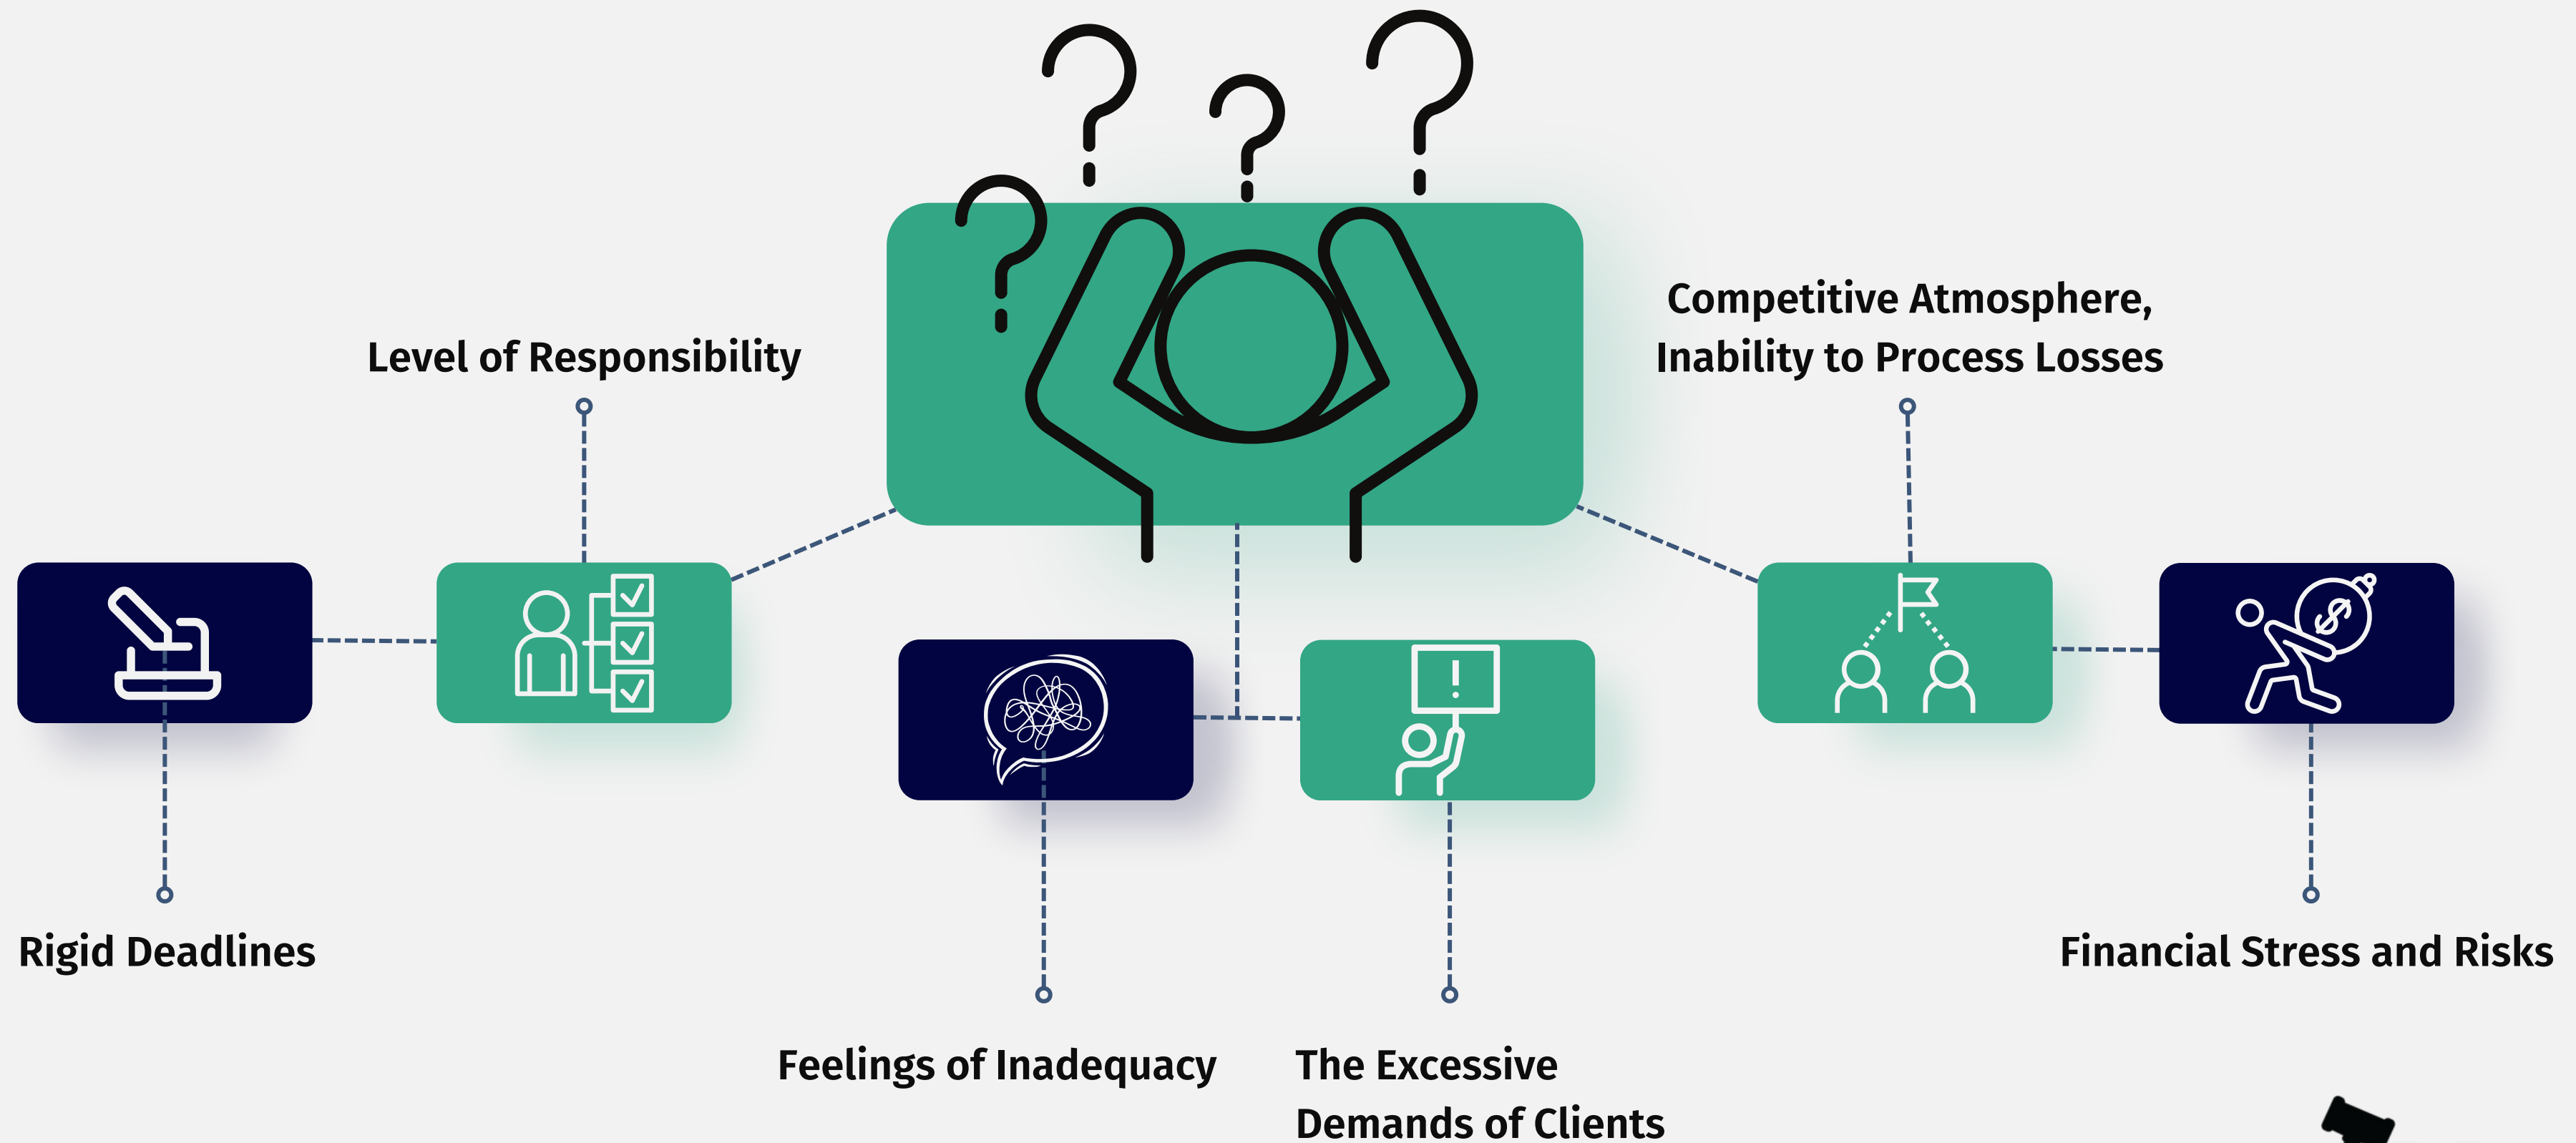 Level of Responsibility
Competitive Atmosphere,
Inability to Process Losses
Rigid Deadlines
Financial Stress and Risks
Feelings of Inadequacy
The Excessive
Demands of Clients